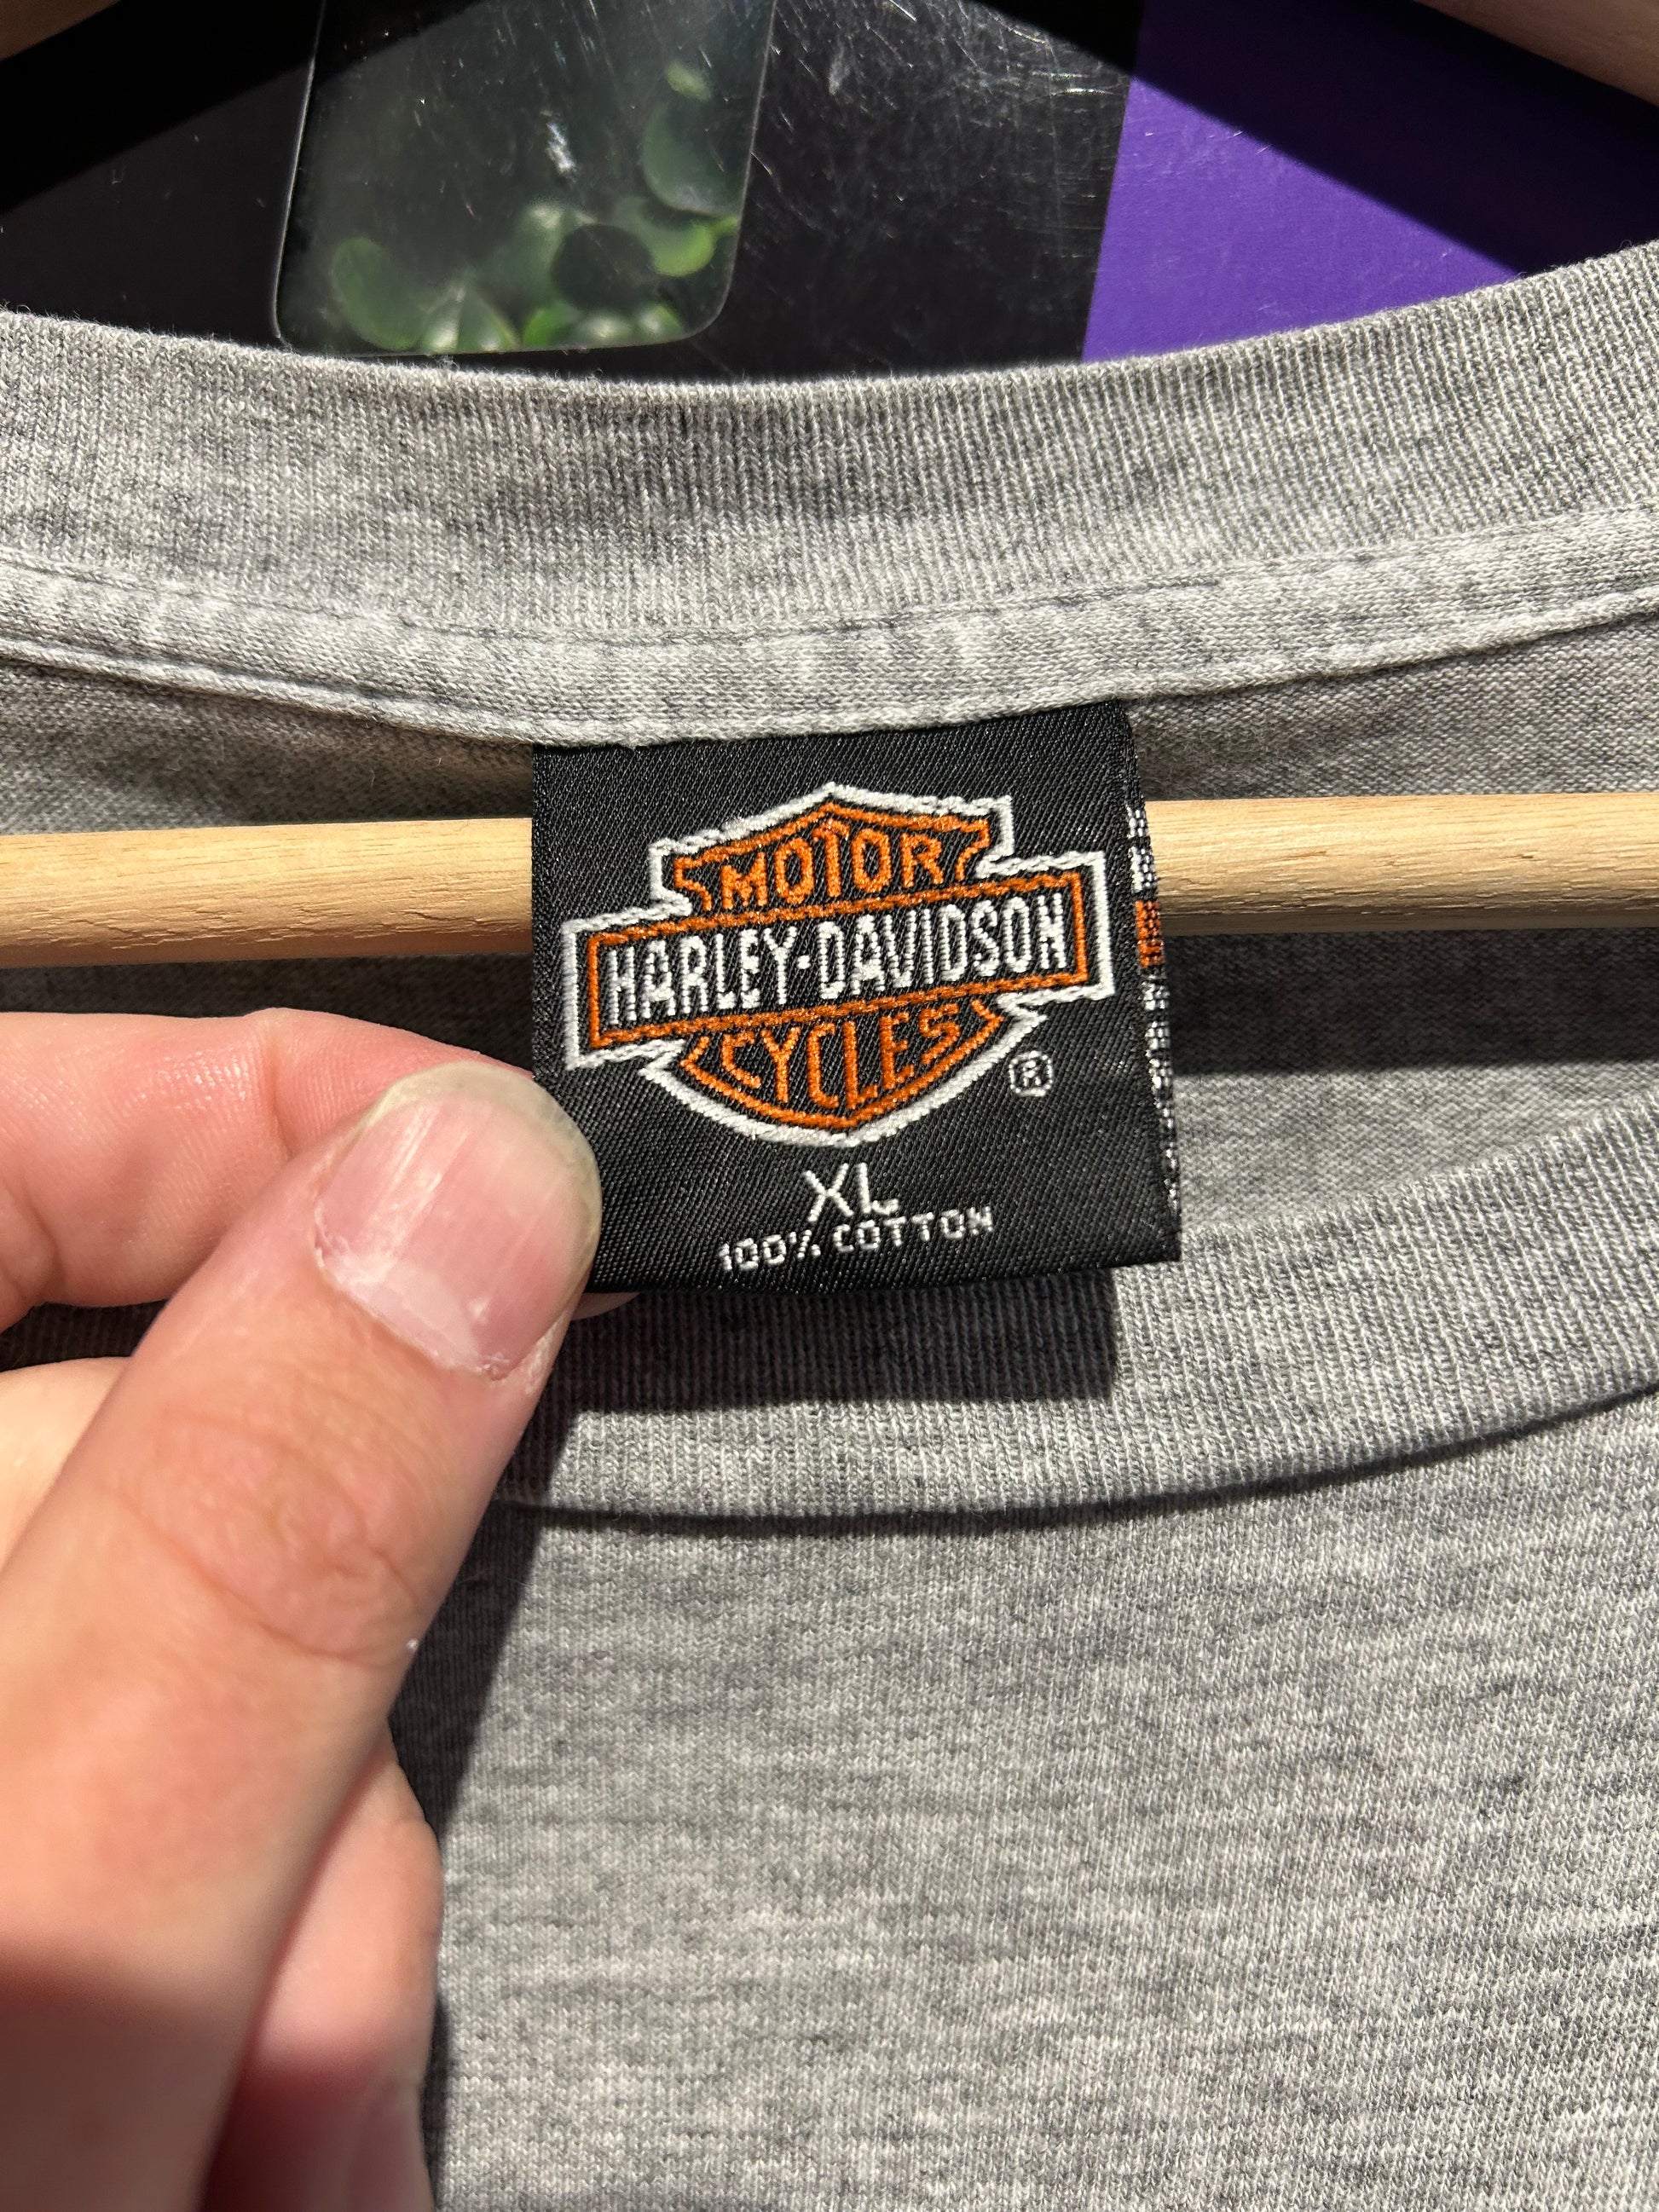 MOTOR
HARLEY-DAVIDSON
CYCLES
®
XL
100% COTTON